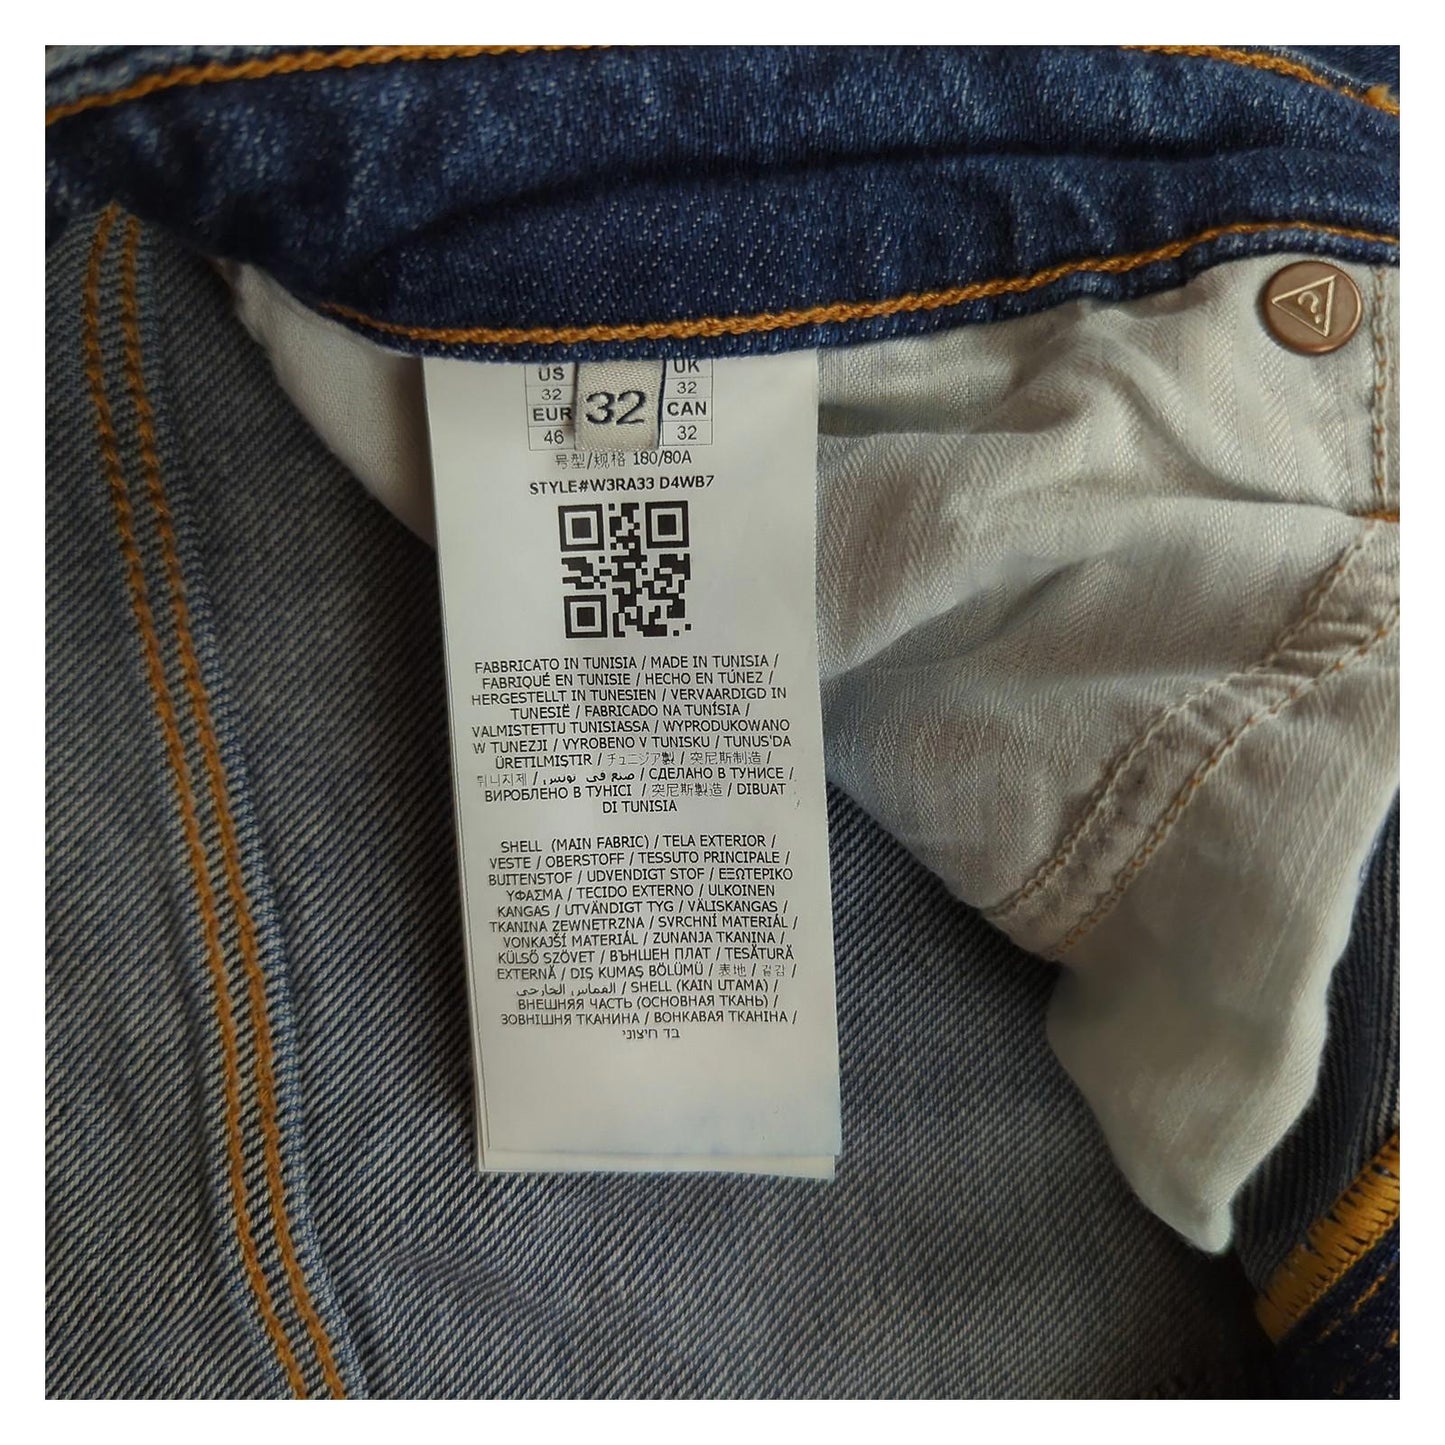 US
UK
32
32
32
EUR
CAN
46
32
号型/规格 180/80A
STYLE#W3RA33 D4WB7
FABBRICATO IN TUNISIA / MADE IN TUNISIA /
FABRIQUÉ EN TUNISIE / HECHO EN TÚNEZ /
HERGESTELLT IN TUNESIEN / VERVAARDIGD IN
TUNESIË / FABRICADO NA TUNÍSIA /
VALMISTETTU TUNISIASSA / WYPRODUKOWANO
W TUNEZJI / VYROBENO V TUNISKU / TUNUS'DA
ÜRETILMIŞTIR / チュニジア製 / 突尼斯制造 /
튀니지제 / صنع في تونس / СДЕЛАНО В ТУНИСЕ /
ВИРОБЛЕНО В ТУНІСІ / 突尼斯製造 / DIBUAT
DI TUNISIA
SHELL (MAIN FABRIC) / TELA EXTERIOR /
VESTE / OBERSTOFF / TESSUTO PRINCIPALE /
BUITENSTOF / UDVENDIGT STOF / ΕΞΩΤΕΡΙΚΟ
ΥΦΑΣΜΑ / TECIDO EXTERNO / ULKOINEN
KANGAS / UTVÄNDIGT TYG / VÄLISKANGAS /
TKANINA ZEWNETRZNA / SVRCHNÍ MATERIÁL /
VONKAJŠÍ MATERIÁL / ZUNANJA TKANINA /
KÜLSŐ SZÖVET / ВЪНШЕН ПЛАТ / TESĂTURĂ
EXTERNĂ / DIŞ KUMAŞ BÖLÜMÜ / 表地 / 겉감 /
القماش الخارجي / SHELL (KAIN UTAMA) /
ВНЕШНЯЯ ЧАСТЬ (ОСНОВНАЯ ТКАНЬ) /
ЗОВНІШНЯ ТКАНИНА / ВОНКАВАЯ ТКАНІНА /
בד חיצוני
?